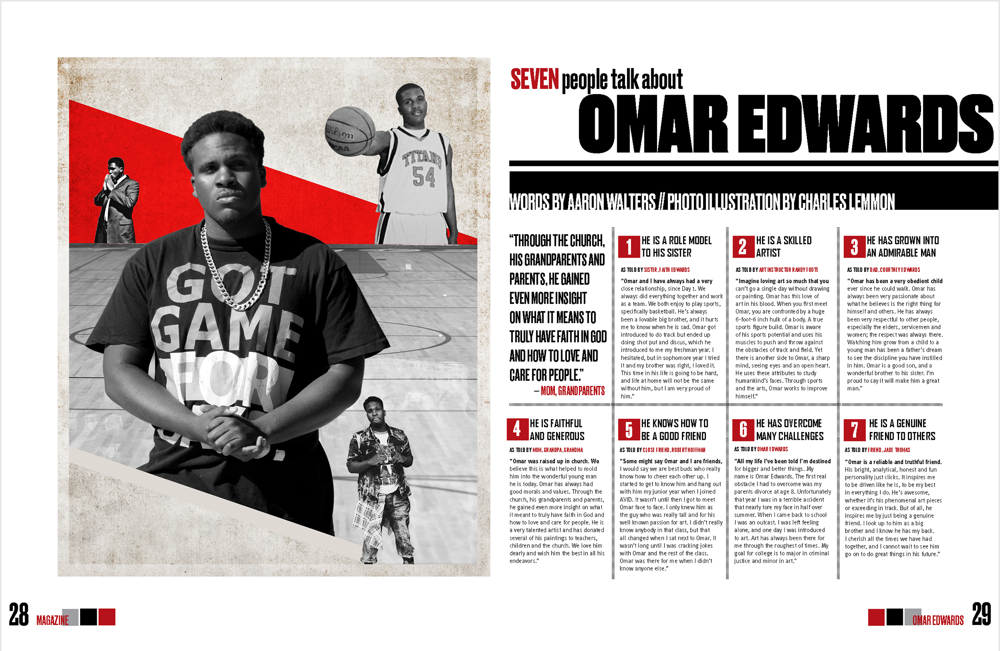 Wilson
NCAA
TITANS
54
GOT
GAME
FOR
SEVEN people talk about
OMAR EDWARDS
WORDS BY AARON WALTERS // PHOTO ILLUSTRATION BY CHARLES LEMMON
“THROUGH THE CHURCH,
HIS GRANDPARENTS AND
PARENTS, HE GAINED
EVEN MORE INSIGHT
ON WHAT IT MEANS TO
TRULY HAVE FAITH IN GOD
AND HOW TO LOVE AND
CARE FOR PEOPLE.”
– MOM, GRANDPARENTS
1 HE IS A ROLE MODEL
TO HIS SISTER
AS TOLD BY SISTER, FAITH EDWARDS
“Omar and I have always had a very
close relationship, since Day 1. We
always did everything together and work
as a team. We both enjoy to play sports,
specifically basketball. He’s always
been a lovable big brother, and it hurts
me to know when he is sad. Omar got
introduced to do track but ended up
doing shot put and discus, which he
introduced to me my freshman year. I
hesitated, but in sophomore year I tried
it and my brother was right, I loved it.
This time in his life is going to be hard,
and life at home will not be the same
without him, but I am very proud of
him.”
2 HE IS A SKILLED
ARTIST
AS TOLD BY ART INSTRUCTOR RANDY FOOTE
“Imagine loving art so much that you
can’t go a single day without drawing
or painting. Omar has this love of
art in his blood. When you first meet
Omar, you are confronted by a huge
6-foot-6 inch hulk of a body. A true
sports figure build. Omar is aware
of his sports potential and uses his
muscles to push and throw against
the obstacles of track and field. Yet
there is another side to Omar, a sharp
mind, seeing eyes and an open heart.
He uses these attributes to study
humankind’s faces. Through sports
and the arts, Omar works to improve
himself.”
3 HE HAS GROWN INTO
AN ADMIRABLE MAN
AS TOLD BY DAD, COURTNEY EDWARDS
“Omar has been a very obedient child
ever since he could walk. Omar has
always been very passionate about
what he believes is the right thing for
himself and others. He has always
been very respectful to other people,
especially the elders, servicemen and
women; the respect was always there.
Watching him grow from a child to a
young man has been a father’s dream
to see the discipline you have instilled
in him. Omar is a good son, and a
wonderful brother to his sister. I’m
proud to say it will make him a great
man.”
4 HE IS FAITHFUL
AND GENEROUS
AS TOLD BY MOM, GRANDPA, GRANDMA
“Omar was raised up in church. We
believe this is what helped to mold
him into the wonderful young man
he is today. Omar has always had
good morals and values. Through the
church, his grandparents and parents,
he gained even more insight on what
it meant to truly have faith in God and
how to love and care for people. He is
a very talented artist and has donated
several of his paintings to teachers,
children and the church. We love him
dearly and wish him the best in all his
endeavors.”
5 HE KNOWS HOW TO
BE A GOOD FRIEND
AS TOLD BY CLOSE FRIEND, ROBERT HOFFMAN
“Some might say Omar and I are friends,
I would say we are best buds who really
know how to cheer each other up. I
started to get to know him and hang out
with him my junior year when I joined
AVID. It wasn’t until then I got to meet
Omar face to face. I only knew him as
the guy who was really tall and for his
well known passion for art. I didn’t really
know anybody in that class, but that
all changed when I sat next to Omar. It
wasn’t long until I was cracking jokes
with Omar and the rest of the class.
Omar was there for me when I didn’t
know anyone else.”
6 HE HAS OVERCOME
MANY CHALLENGES
AS TOLD BY OMAR EDWARDS
“All my life I’ve been told I’m destined
for bigger and better things. My
name is Omar Edwards. The first real
obstacle I had to overcome was my
parents divorce at age 8. Unfortunately
that year I was in a terrible accident
that nearly tore my face in half over
summer. When I came back to school
I was an outcast. I was left feeling
alone, and one day I was introduced
to art. Art has always been there for
me through the roughest of times. My
goal for college is to major in criminal
justice and minor in art.”
7 HE IS A GENUINE
FRIEND TO OTHERS
AS TOLD BY FRIEND, JADE THOMAS
“Omar is a reliable and truthful friend.
His bright, analytical, honest and fun
personality just clicks. It inspires me
to be driven like he is, to be my best
in everything I do. He’s awesome,
whether it’s his phenomenal art pieces
or exceeding in track. But of all, he
inspires me by just being a genuine
friend. I look up to him as a big
brother and I know he has my back.
I cherish all the times we have had
together, and I cannot wait to see him
go on to do great things in his future.”
28 MAGAZINE
OMAR EDWARDS 29